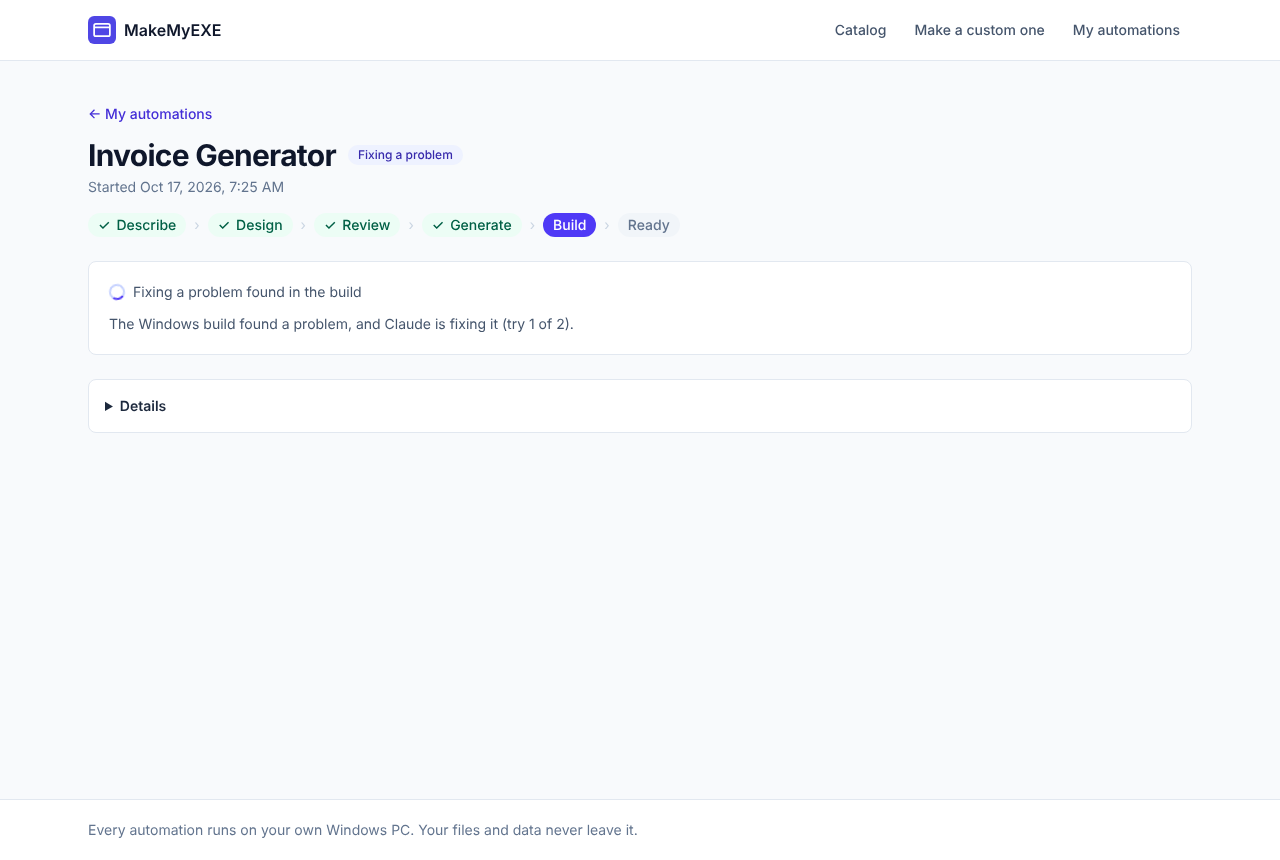 MakeMyEXE
Catalog
Make a custom one
My automations
← My automations
Invoice Generator
Fixing a problem
Started Oct 17, 2026, 7:25 AM
✓ Describe › ✓ Design › ✓ Review › ✓ Generate › Build › Ready
Fixing a problem found in the build
The Windows build found a problem, and Claude is fixing it (try 1 of 2).
▶ Details
Every automation runs on your own Windows PC. Your files and data never leave it.